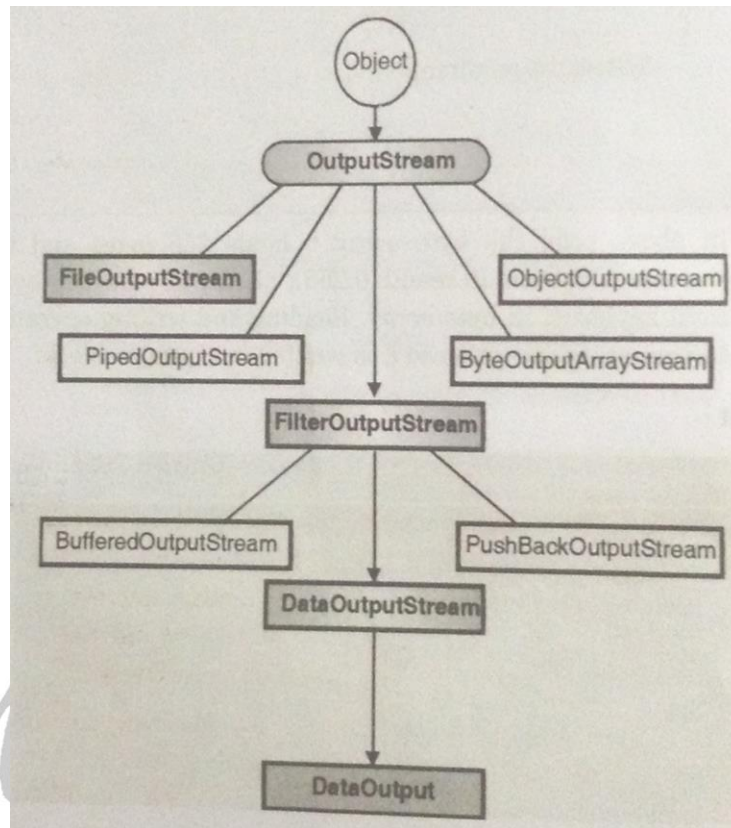 Object
OutputStream
FileOutputStream
ObjectOutputStream
PipedOutputStream
ByteOutputArrayStream
FilterOutputStream
BufferedOutputStream
PushBackOutputStream
DataOutputStream
DataOutput